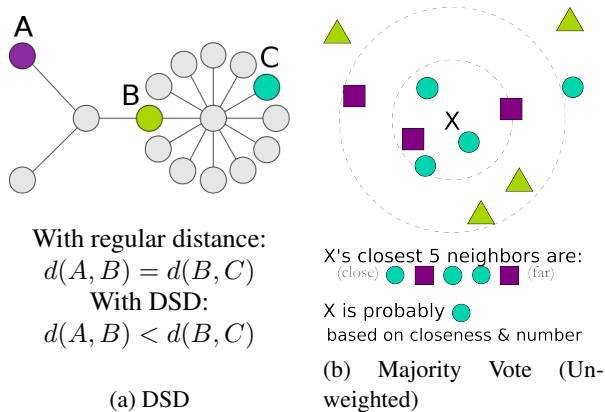 A
B
C
With regular distance:
d(A, B) = d(B, C)
With DSD:
d(A, B) < d(B, C)
(a) DSD
X
X's closest 5 neighbors are:
(close) (far)
X is probably
based on closeness & number
(b) Majority Vote (Un-
weighted)